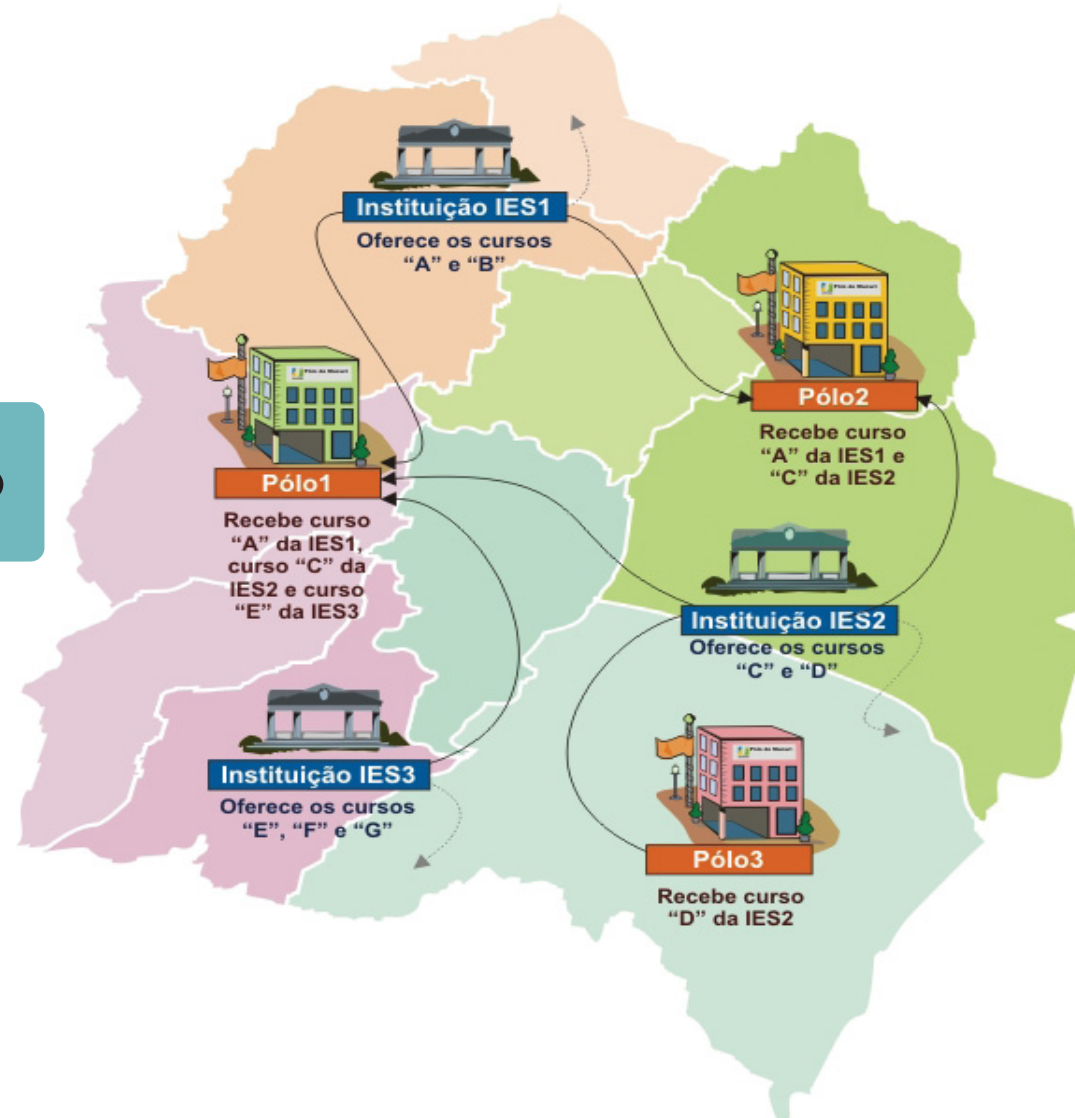 Instituição IES1
Oferece os cursos
“A” e “B”
Pólo2
Recebe curso
“A” da IES1 e
“C” da IES2
Pólo1
Recebe curso
“A” da IES1,
curso “C” da
IES2 e curso
“E” da IES3
Instituição IES2
Oferece os cursos
“C” e “D”
Instituição IES3
Oferece os cursos
“E”, “F” e “G”
Pólo3
Recebe curso
“D” da IES2